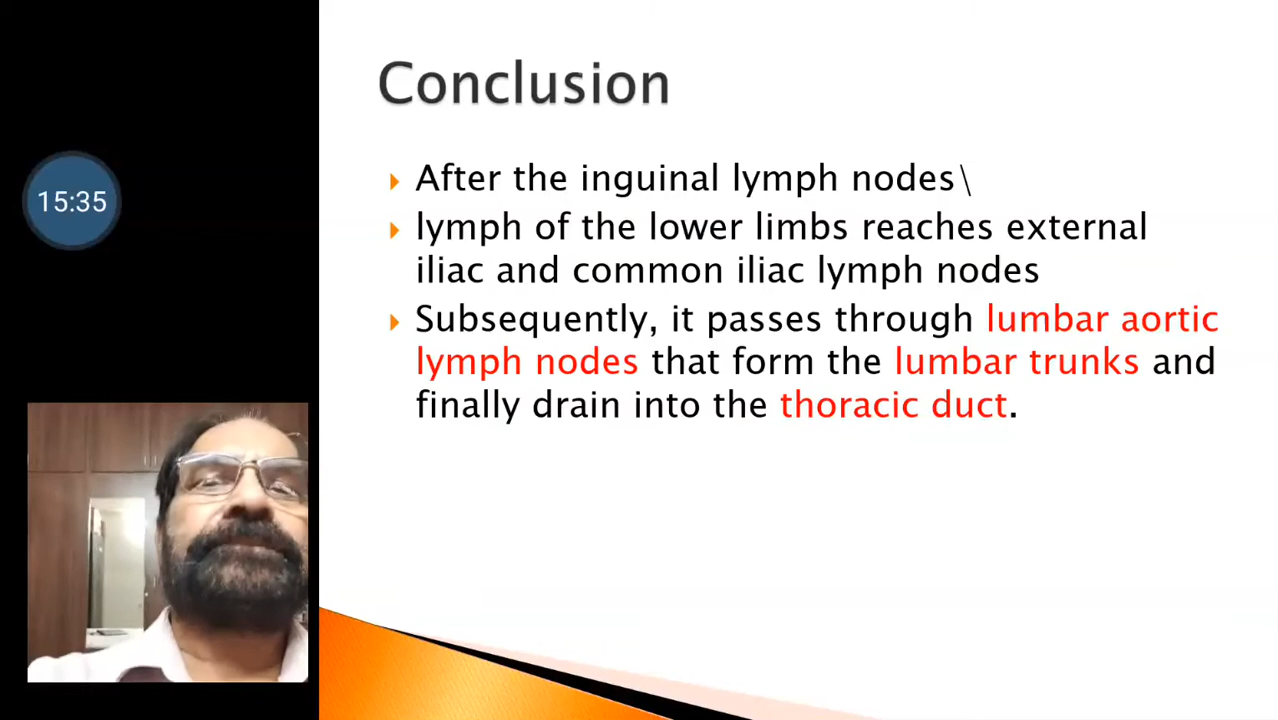 Conclusion
After the inguinal lymph nodes\
lymph of the lower limbs reaches external
iliac and common iliac lymph nodes
Subsequently, it passes through lumbar aortic
lymph nodes that form the lumbar trunks and
finally drain into the thoracic duct.
15:35